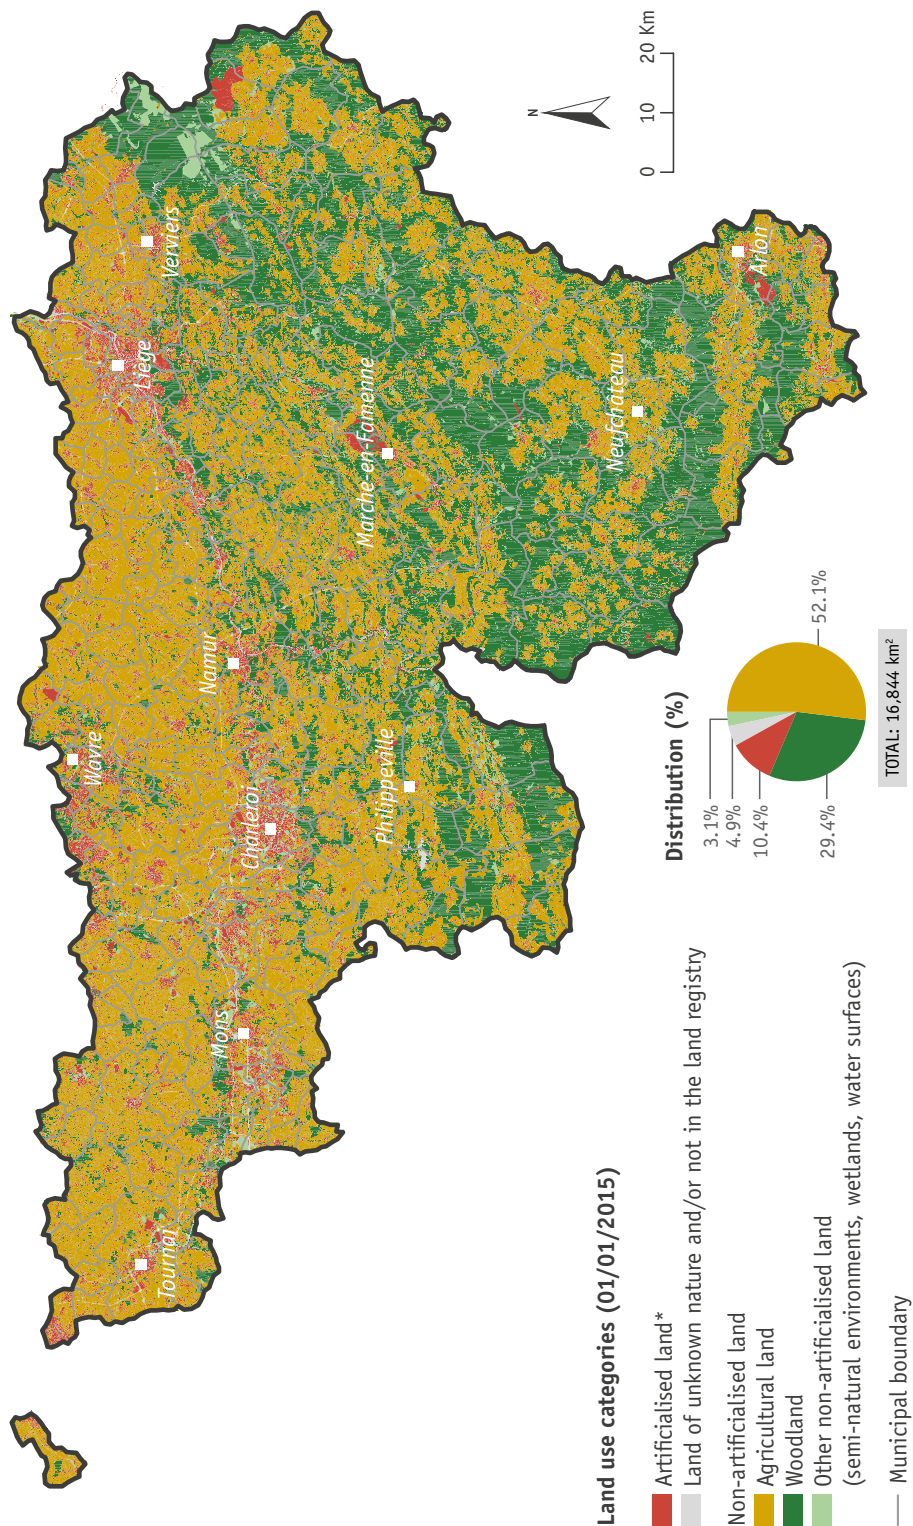 Tournai
Mons
Charleroi
Wavre
Namur
Philippeville
Marche-en-Famenne
Liège
Verviers
Neufchâteau
Arlon
N
0 10 20 Km
Land use categories (01/01/2015)
Artificialised land*
Land of unknown nature and/or not in the land registry
Non-artificialised land
Agricultural land
Woodland
Other non-artificialised land
(semi-natural environments, wetlands, water surfaces)
Municipal boundary
Distribution (%)
3.1%
4.9%
10.4%
29.4%
52.1%
TOTAL: 16,844 km²